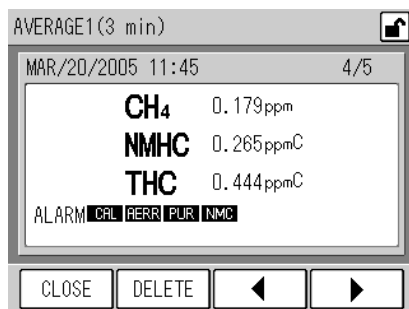 AVERAGE1(3 min)
MAR/20/2005 11:45 4/5
CH₄ 0.179ppm
NMHC 0.265ppmC
THC 0.444ppmC
ALARM CAL AERR PUR NMC
CLOSE DELETE